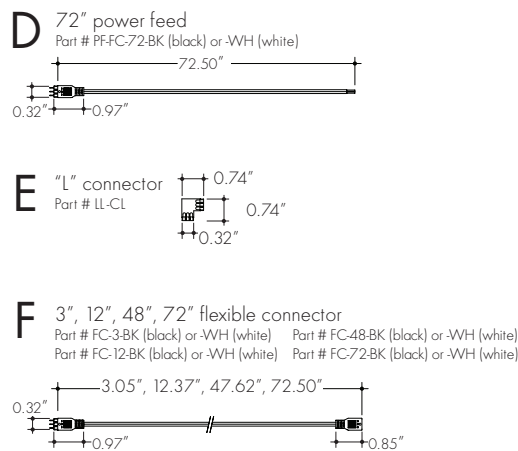 D 72" power feed
Part # PF-FC-72-BK (black) or -WH (white)
72.50"
0.32" 0.97"
E "L" connector
Part # LL-CL
0.74"
0.74"
0.32"
F 3", 12", 48", 72" flexible connector
Part # FC-3-BK (black) or -WH (white) Part # FC-48-BK (black) or -WH (white)
Part # FC-12-BK (black) or -WH (white) Part # FC-72-BK (black) or -WH (white)
3.05", 12.37", 47.62", 72.50"
0.32"
0.97" 0.85"